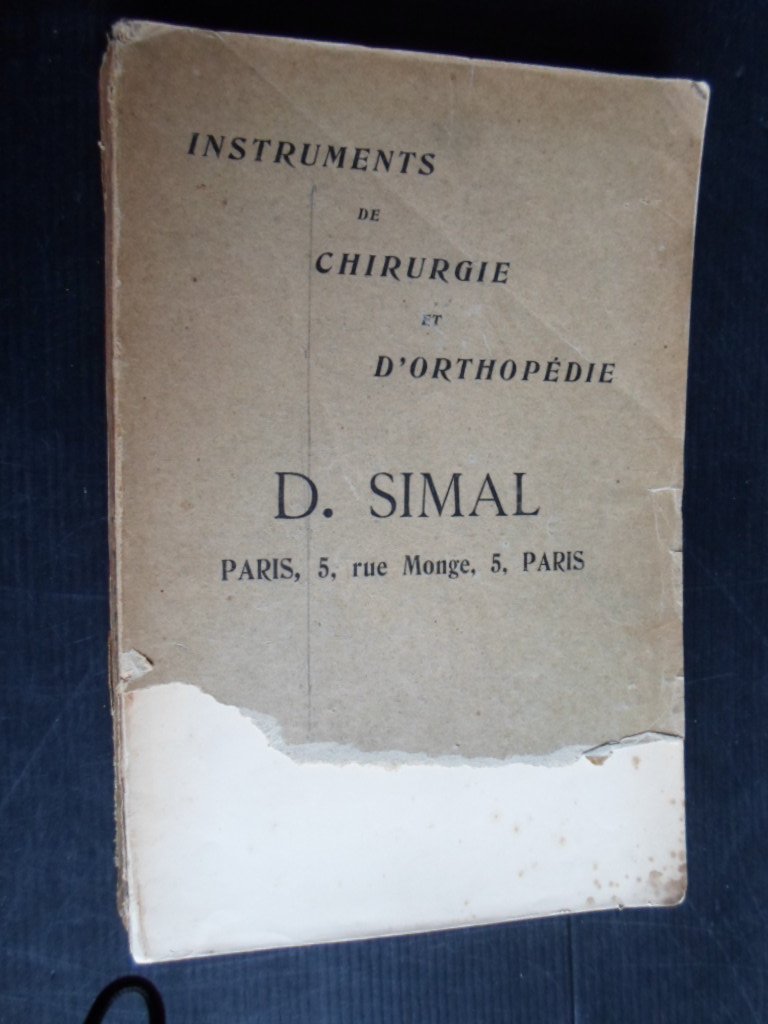 INSTRUMENTS
DE
CHIRURGIE
ET
D'ORTHOPÉDIE
D. SIMAL
PARIS, 5, rue Monge, 5, PARIS